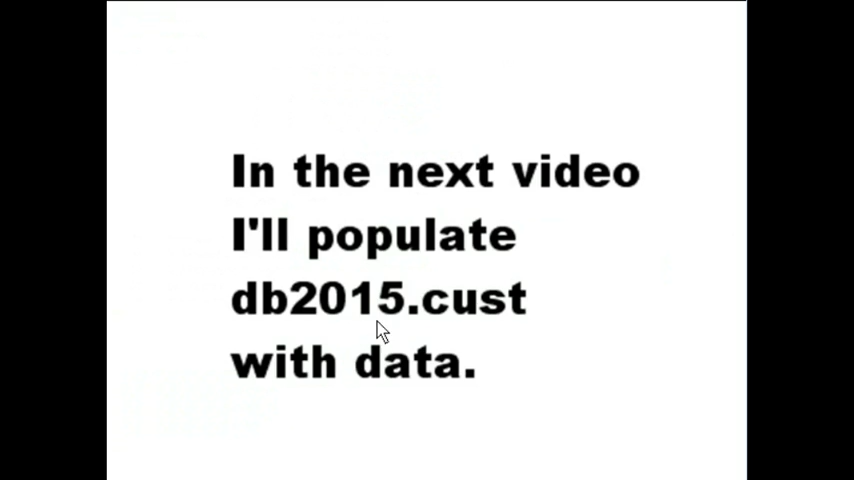 In the next video
I'll populate
db2015.cust
with data.